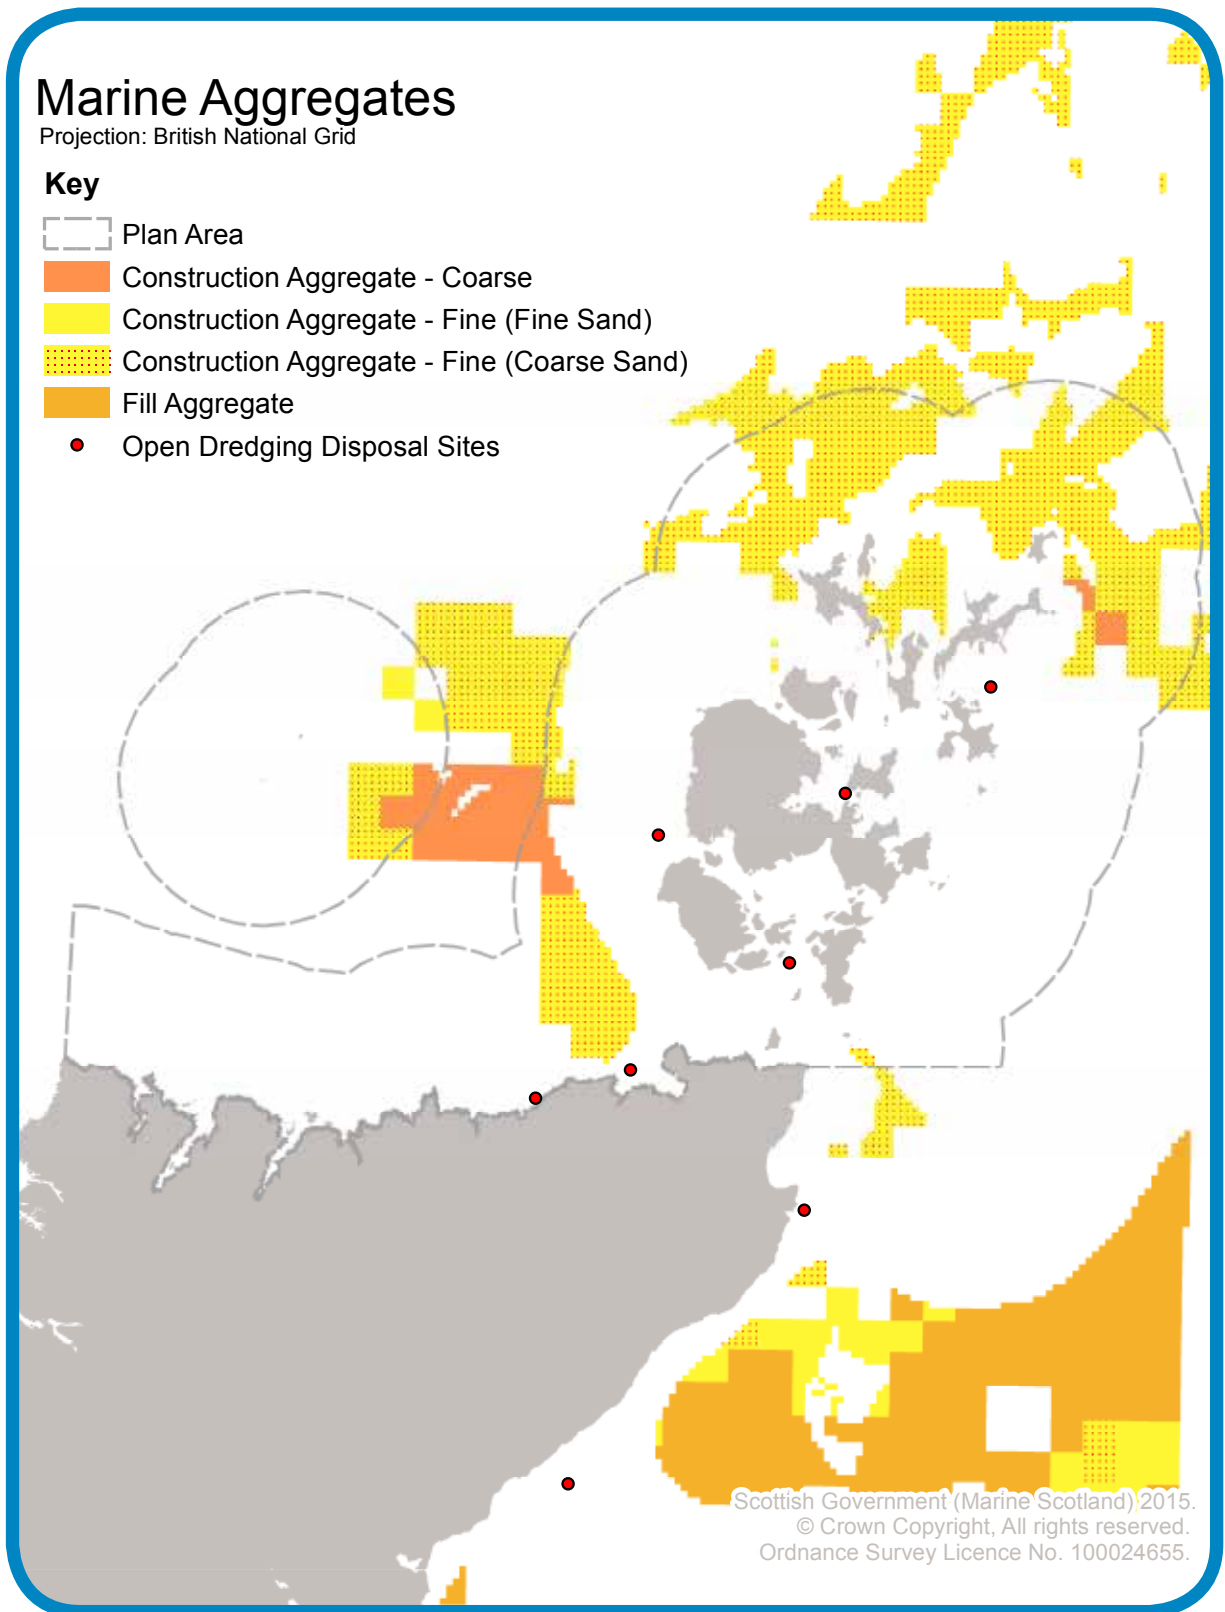 Marine Aggregates
Projection: British National Grid
Key
Plan Area
Construction Aggregate - Coarse
Construction Aggregate - Fine (Fine Sand)
Construction Aggregate - Fine (Coarse Sand)
Fill Aggregate
Open Dredging Disposal Sites
Scottish Government (Marine Scotland) 2015.
© Crown Copyright, All rights reserved.
Ordnance Survey Licence No. 100024655.